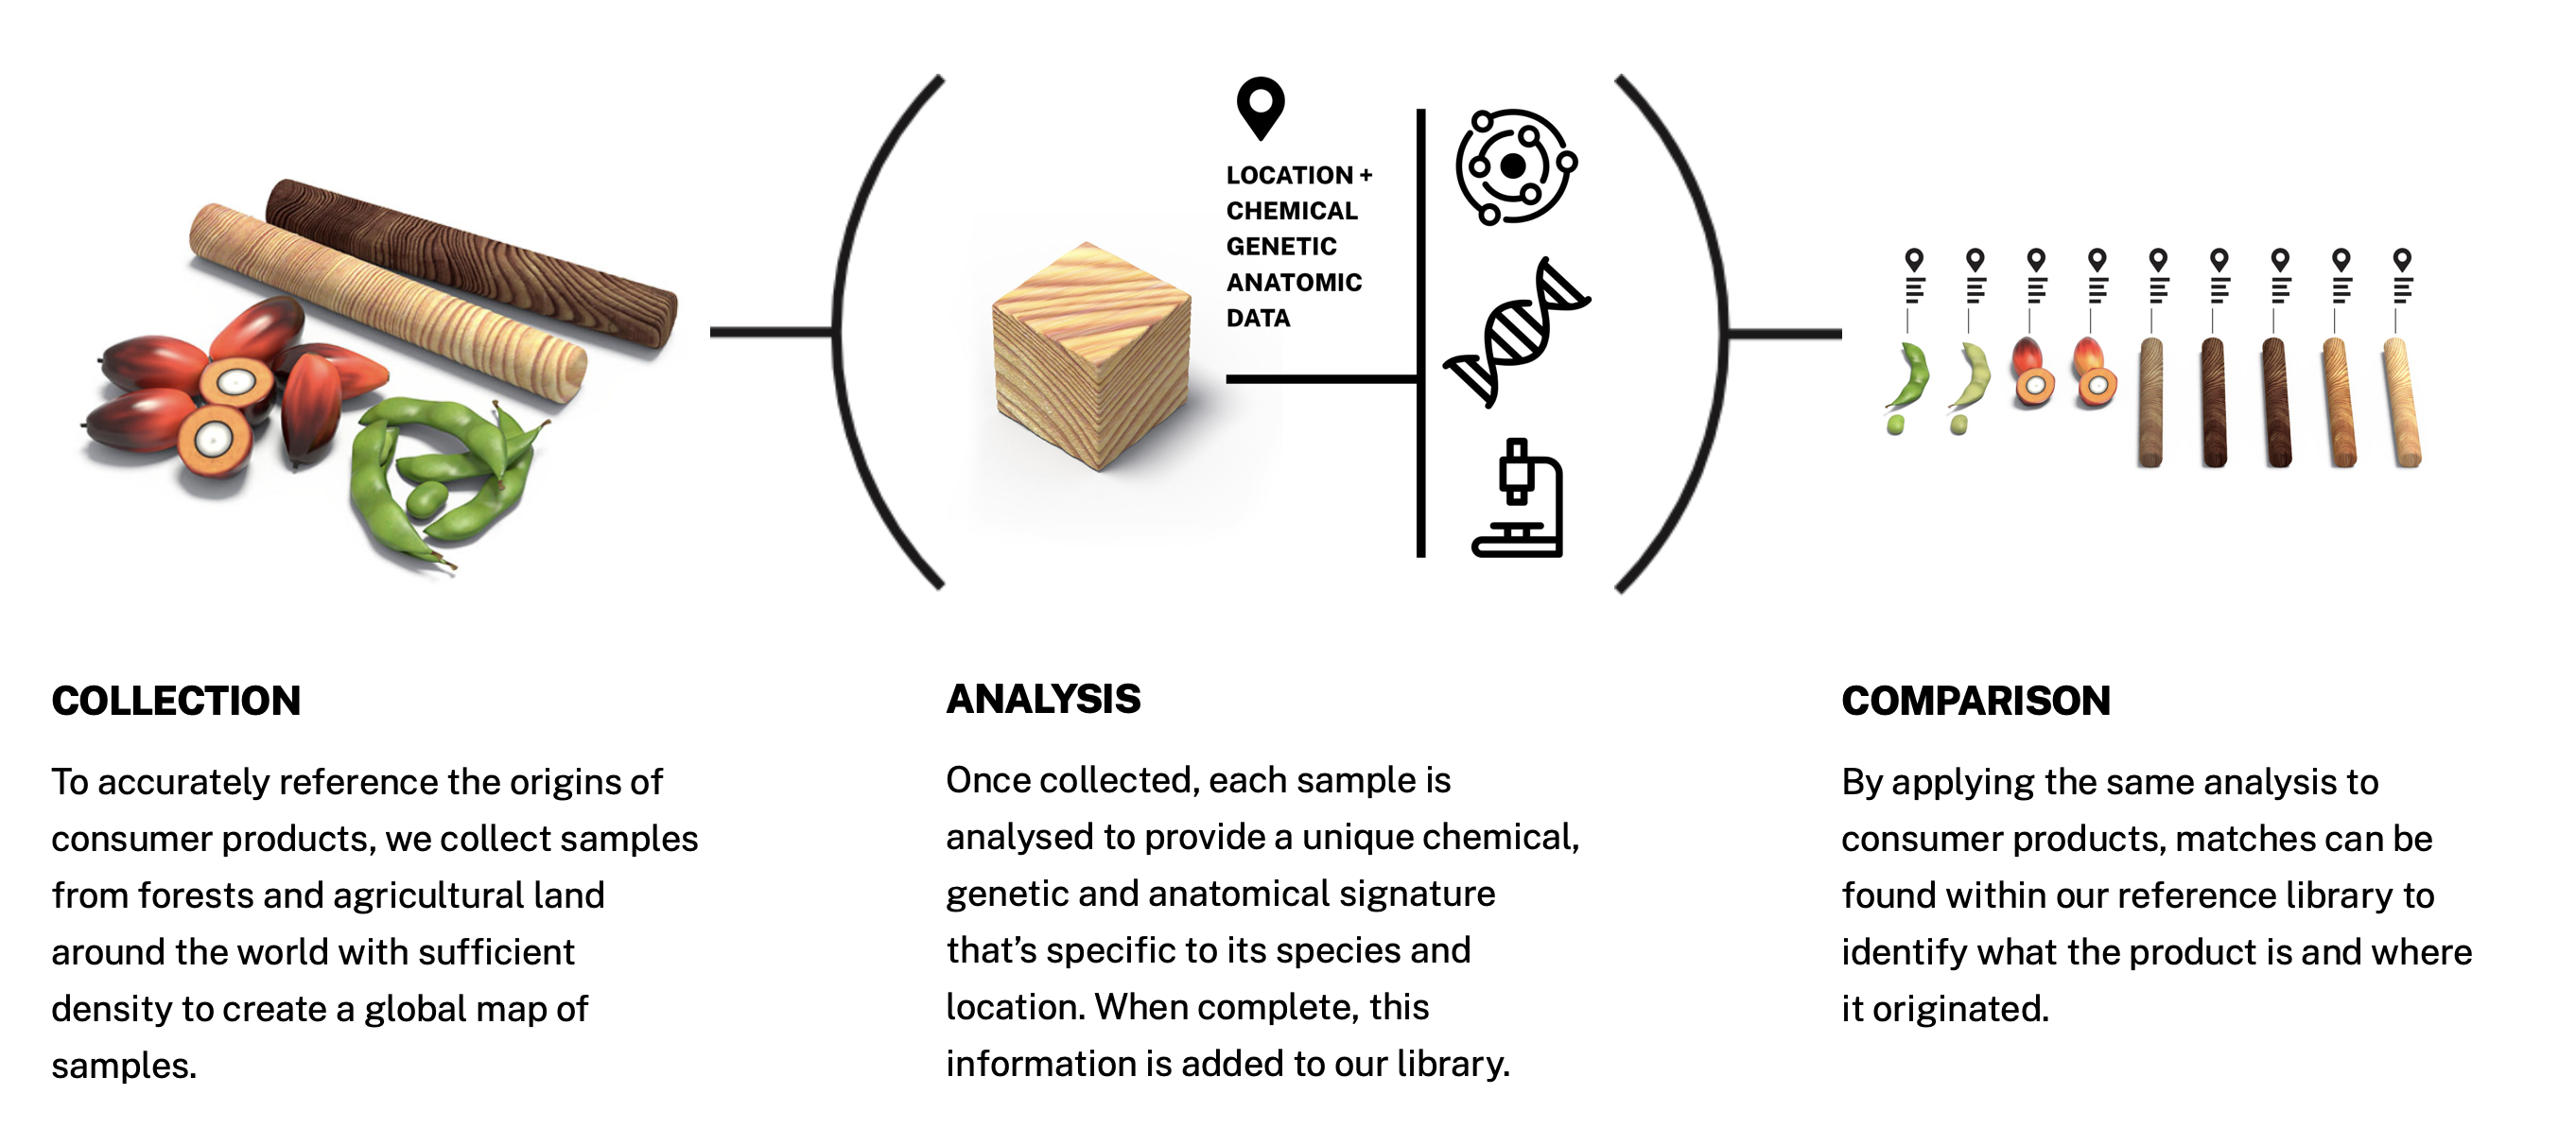 LOCATION +
CHEMICAL
GENETIC
ANATOMIC
DATA
COLLECTION
To accurately reference the origins of
consumer products, we collect samples
from forests and agricultural land
around the world with sufficient
density to create a global map of
samples.
ANALYSIS
Once collected, each sample is
analysed to provide a unique chemical,
genetic and anatomical signature
that’s specific to its species and
location. When complete, this
information is added to our library.
COMPARISON
By applying the same analysis to
consumer products, matches can be
found within our reference library to
identify what the product is and where
it originated.